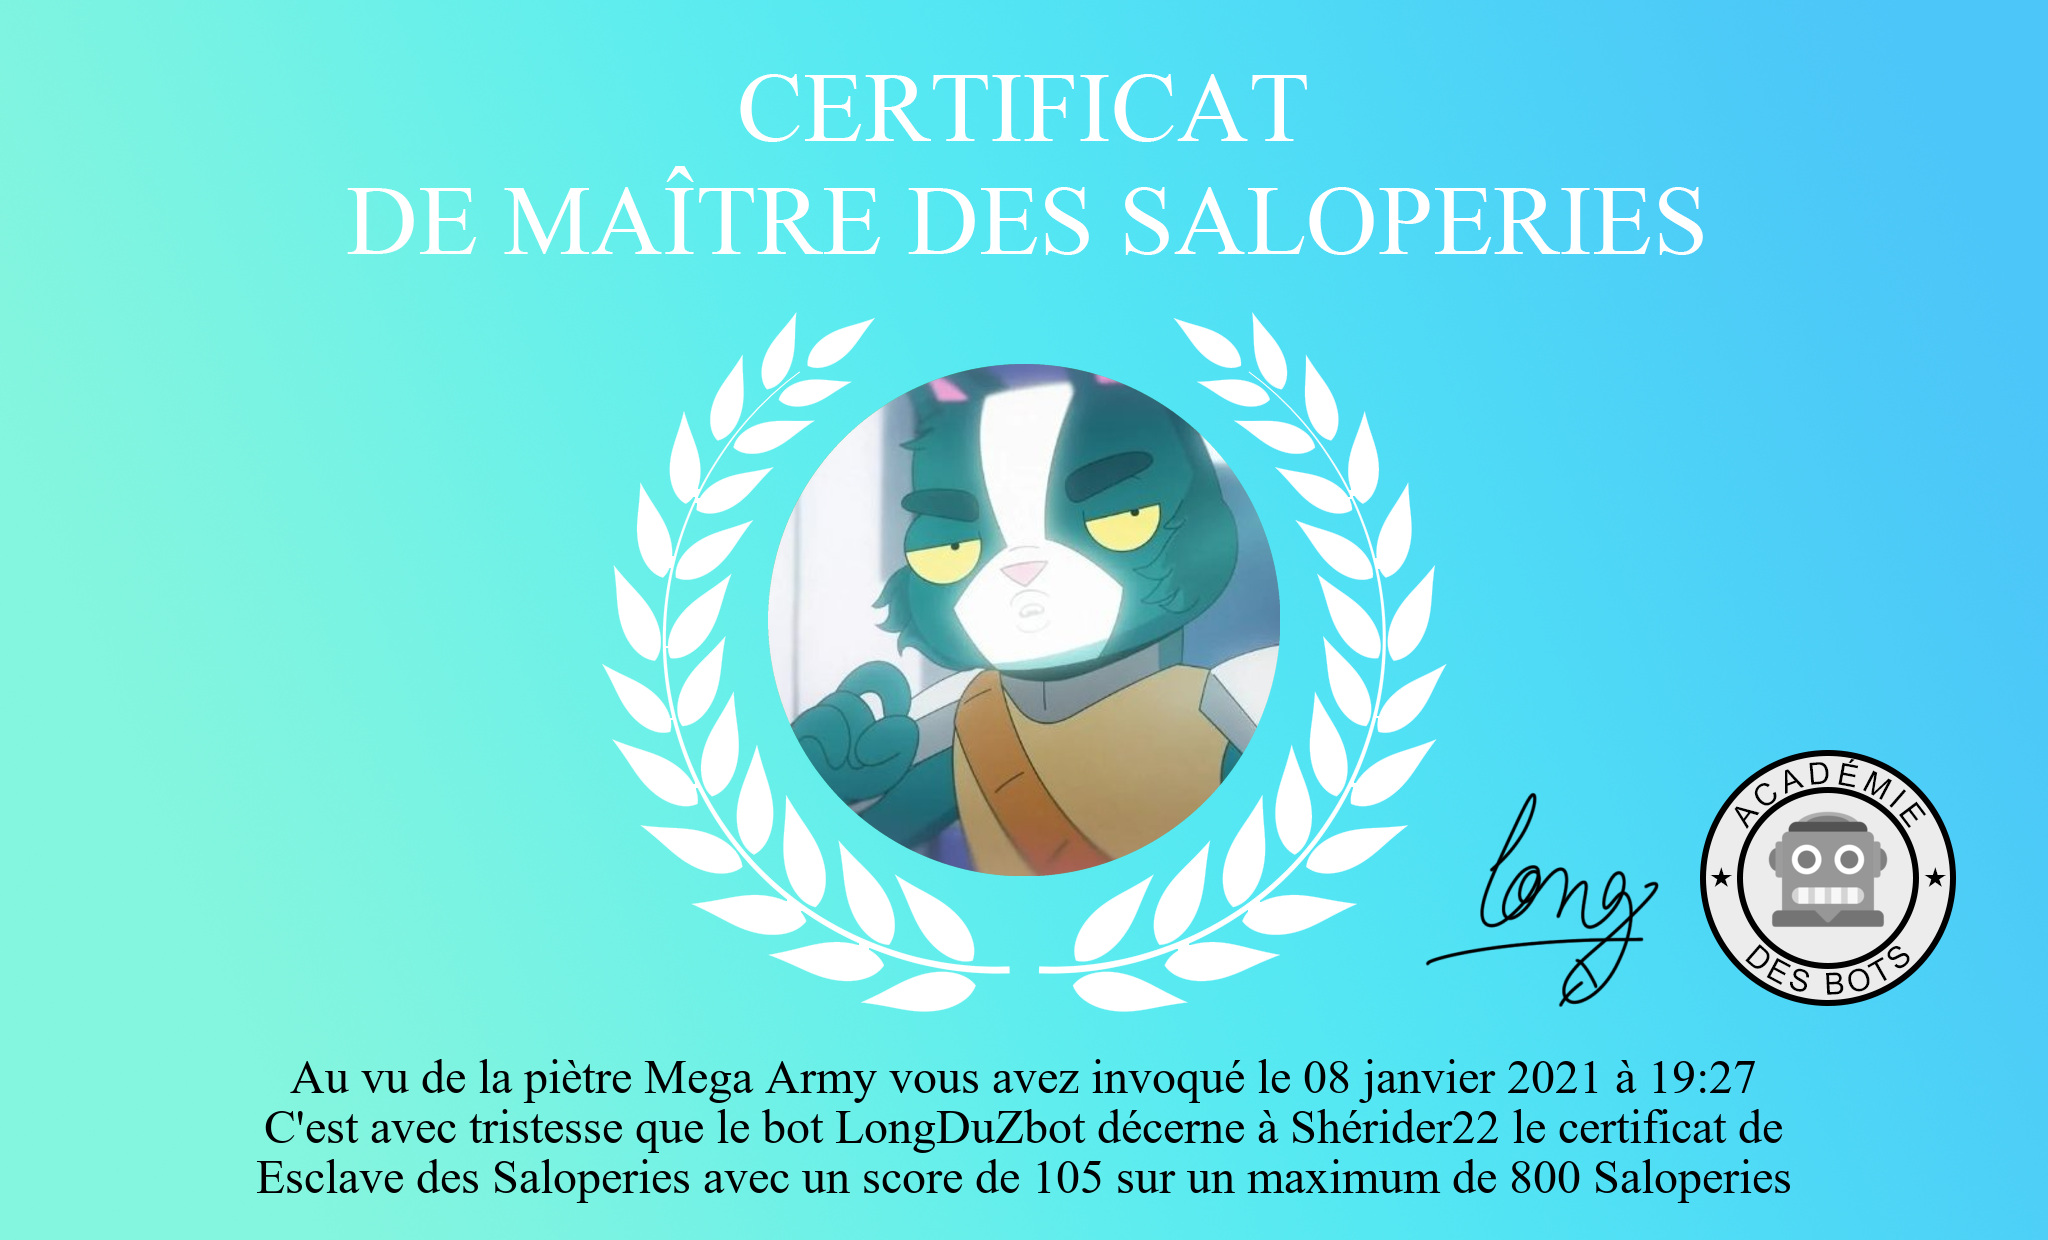 CERTIFICAT
DE MAÎTRE DES SALOPERIES
long
ACADÉMIE
DES BOTS
Au vu de la piètre Mega Army vous avez invoqué le 08 janvier 2021 à 19:27
C'est avec tristesse que le bot LongDuZbot décerne à Shérider22 le certificat de
Esclave des Saloperies avec un score de 105 sur un maximum de 800 Saloperies